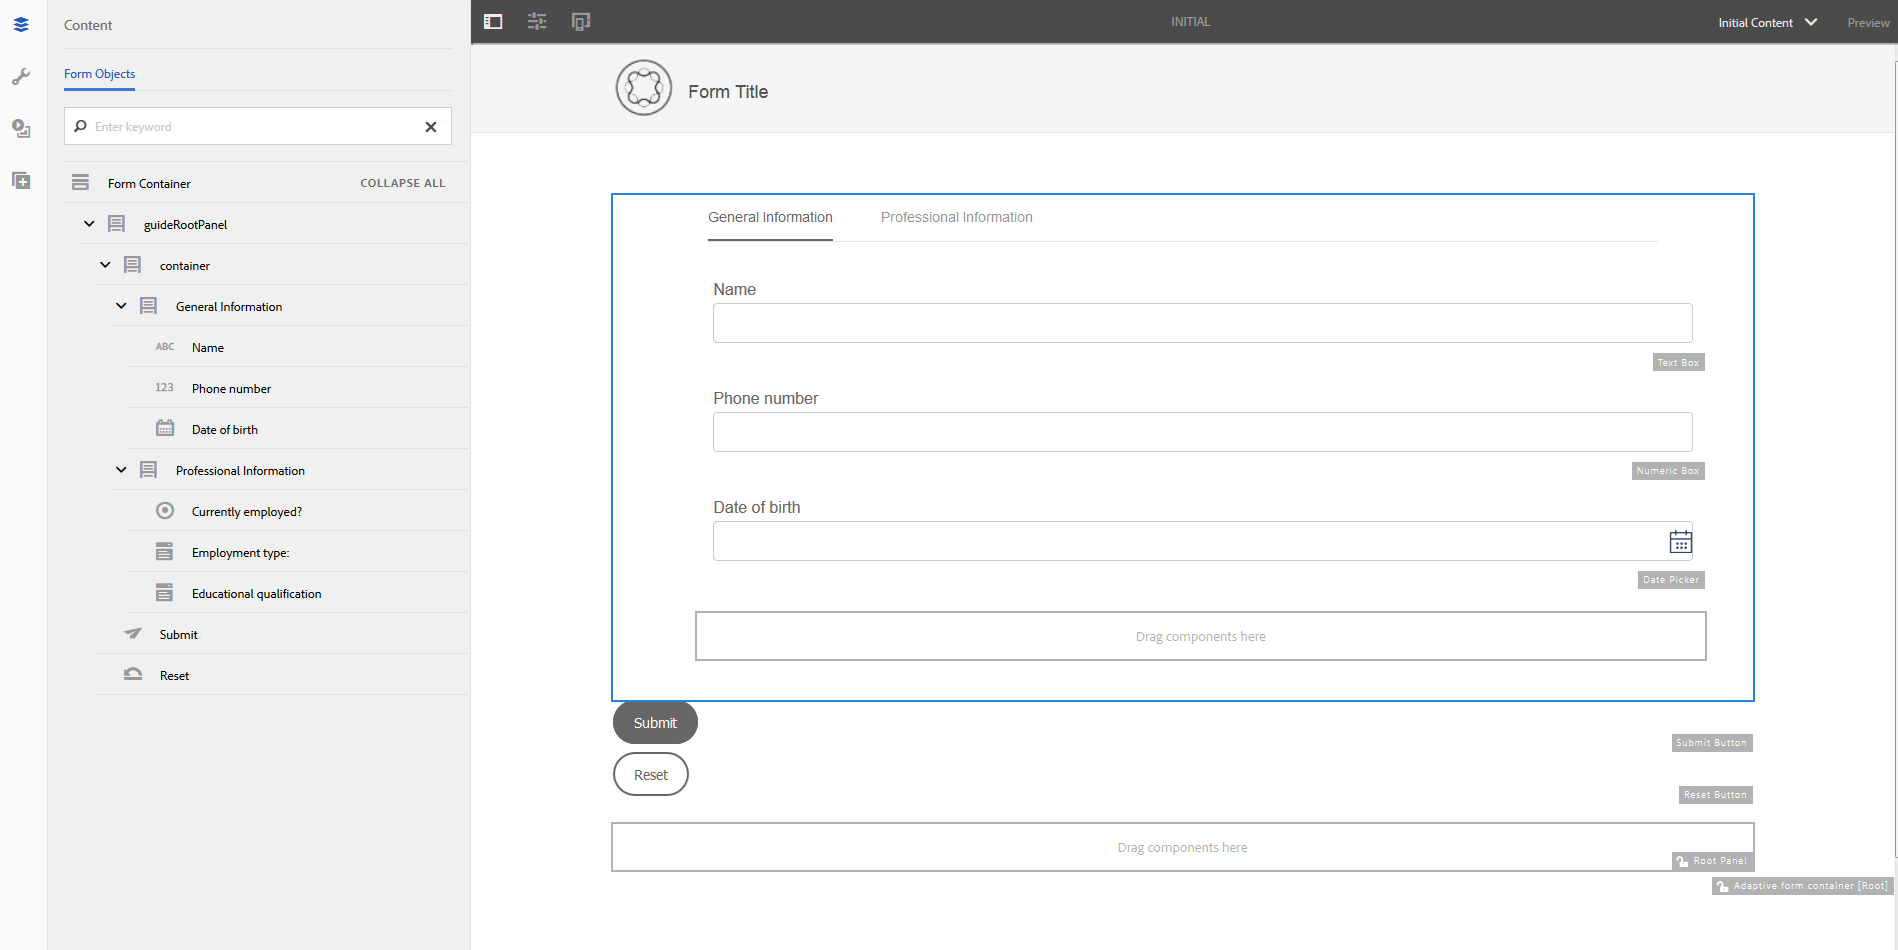 Content
Form Objects
Enter keyword
Form Container COLLAPSE ALL
guideRootPanel
container
General Information
ABC Name
123 Phone number
Date of birth
Professional Information
Currently employed?
Employment type:
Educational qualification
Submit
Reset
INITIAL
Initial Content
Preview
Form Title
General Information Professional Information
Name
Text Box
Phone number
Numeric Box
Date of birth
Date Picker
Drag components here
Submit
Submit Button
Reset
Reset Button
Drag components here
Root Panel
Adaptive form container [Root]